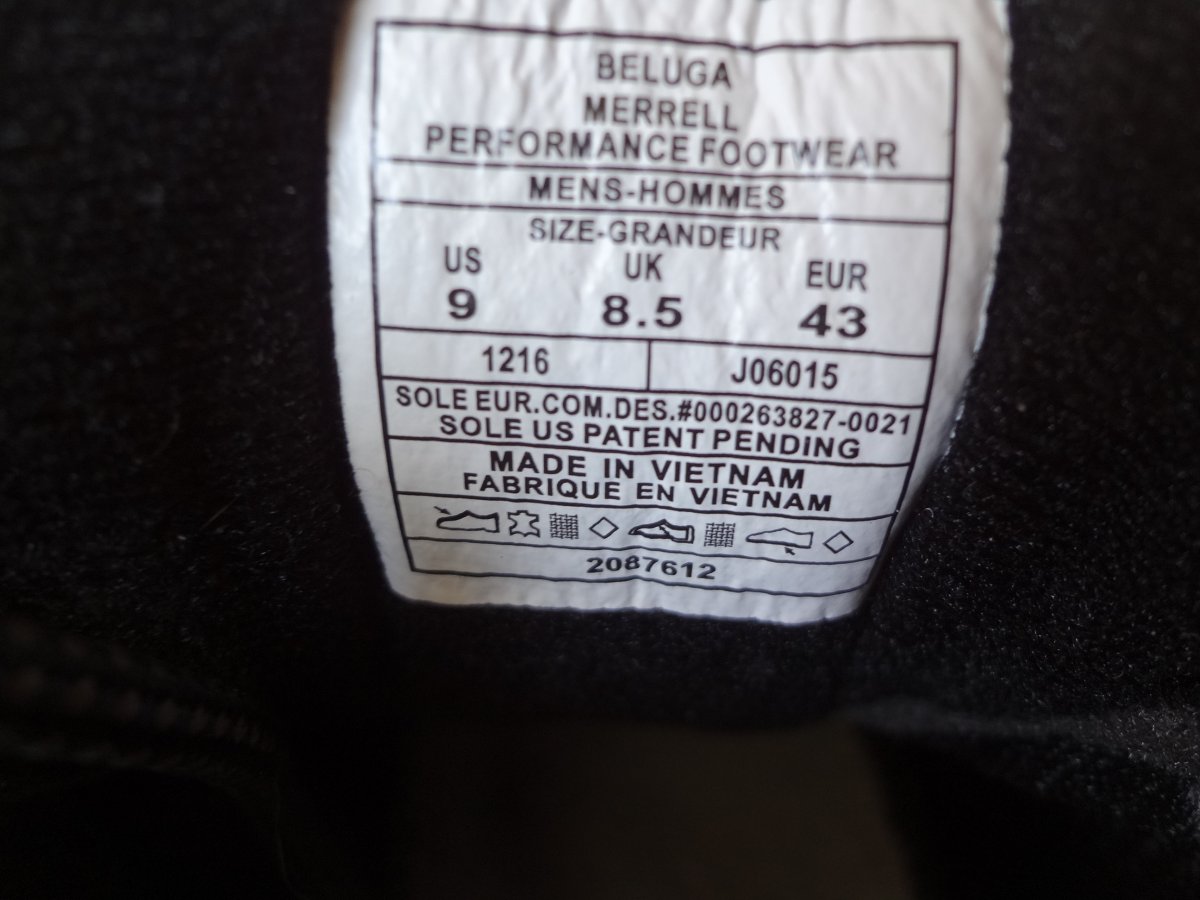 BELUGA
MERRELL
PERFORMANCE FOOTWEAR
MENS-HOMMES
SIZE-GRANDEUR
US UK EUR
9 8.5 43
1216 J06015
SOLE EUR.COM.DES.#000263827-0021
SOLE US PATENT PENDING
MADE IN VIETNAM
FABRIQUE EN VIETNAM
2087612